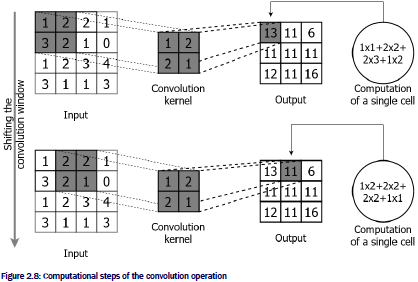 Shifting the
convolution window
1 2 2 1
3 2 1 0
1 2 3 4
3 1 1 3
Input
1 2
2 1
Convolution
kernel
13 11 6
11 11 11
12 11 16
Output
1x1+2x2+
2x3+1x2
Computation
of a single cell
1 2 2 1
3 2 1 0
1 2 3 4
3 1 1 3
Input
1 2
2 1
Convolution
kernel
13 11 6
11 11 11
12 11 16
Output
1x2+2x2+
2x2+1x1
Computation
of a single cell
Figure 2.8: Computational steps of the convolution operation